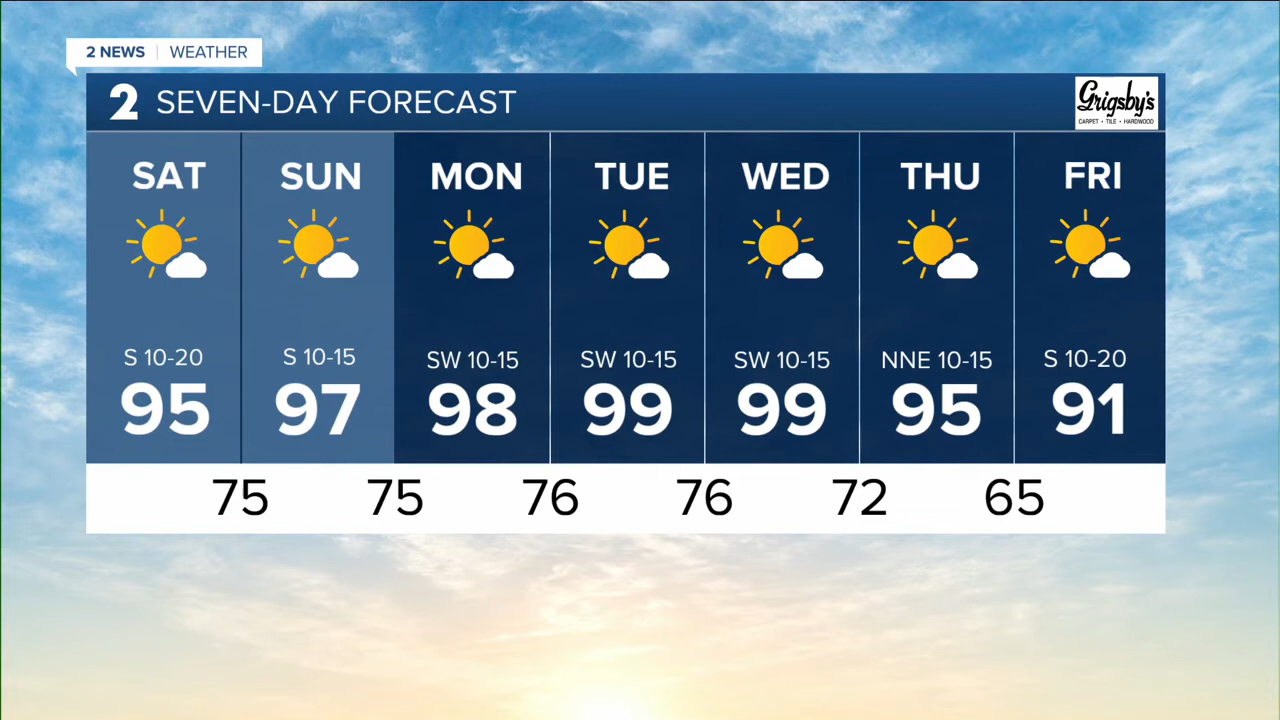 2 NEWS | WEATHER
2 SEVEN-DAY FORECAST
Grigsby's
CARPET • TILE • HARDWOOD
SAT SUN MON TUE WED THU FRI
S 10-20 S 10-15 SW 10-15 SW 10-15 SW 10-15 NNE 10-15 S 10-20
95 97 98 99 99 95 91
75 75 76 76 72 65